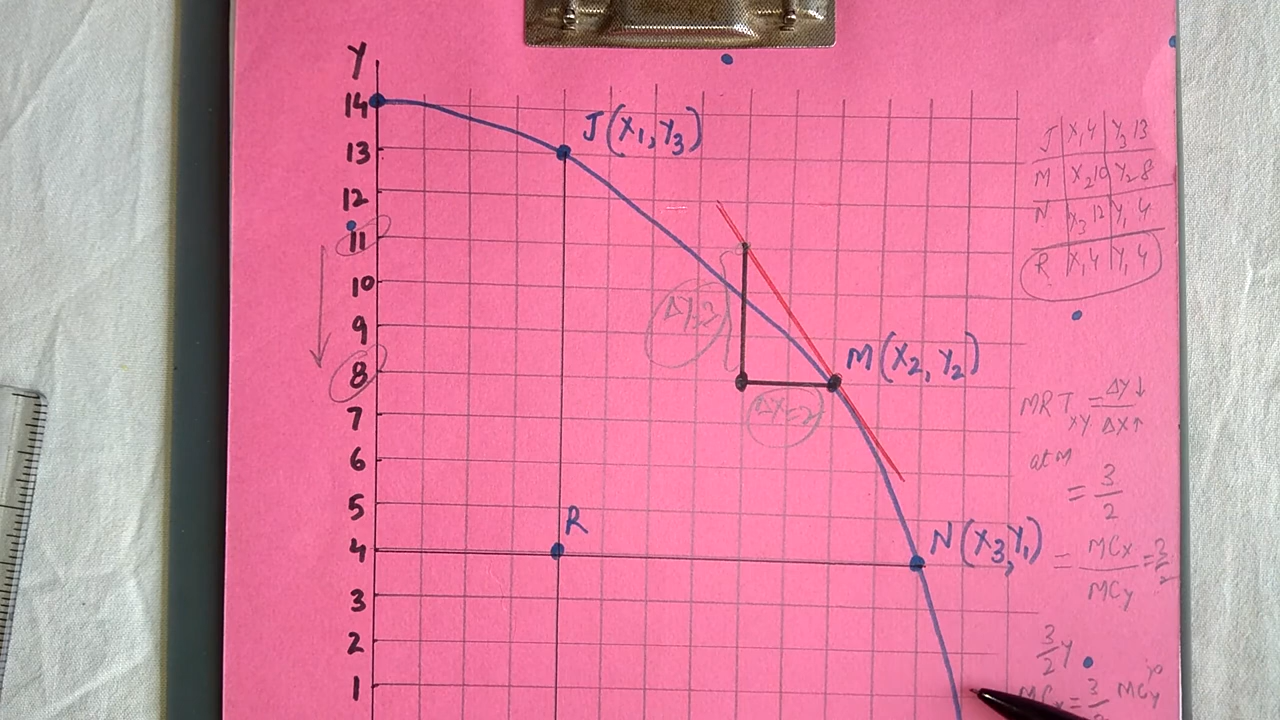 Y
14
13
12
11
10
9
8
7
6
5
4
3
2
1
J(X1,Y3)
M(X2,Y2)
N(X3,Y1)
R
ΔY=3
ΔX=2
J X1 4 Y3 13
M X2 10 Y2 8
N X3 12 Y1 4
R X1 4 Y1 4
MRT XY = ΔY↓ / ΔX↑
at M
= 3/2
= MCx/MCy = 3/2
3/2 Y
MCx = 3/2 MCy